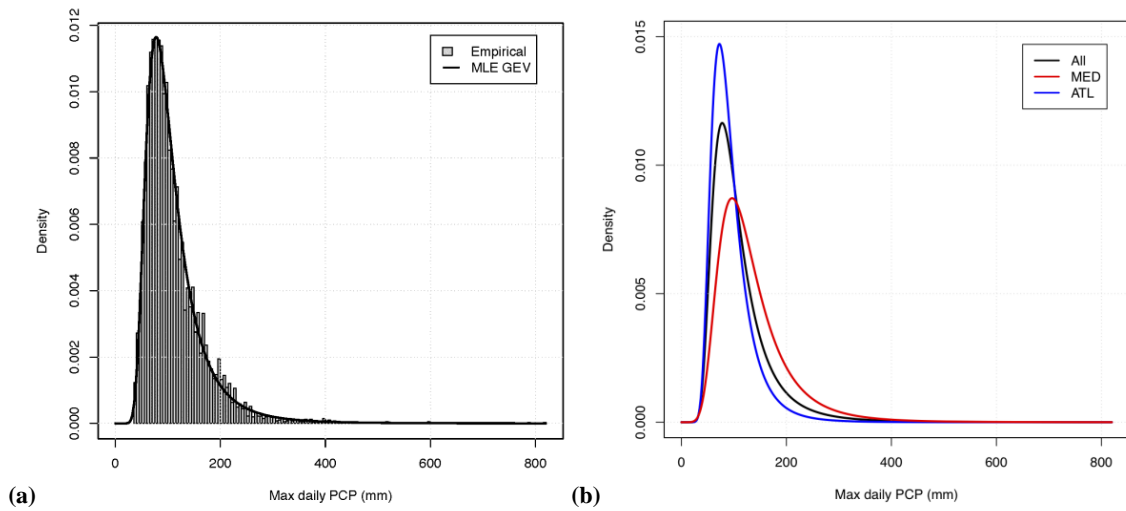 Empirical
MLE GEV
0.012
0.010
0.008
0.006
0.004
0.002
0.000
Density
0
200
400
600
800
Max daily PCP (mm)
(a)
All
MED
ATL
0.015
0.010
0.005
0.000
Density
0
200
400
600
800
Max daily PCP (mm)
(b)